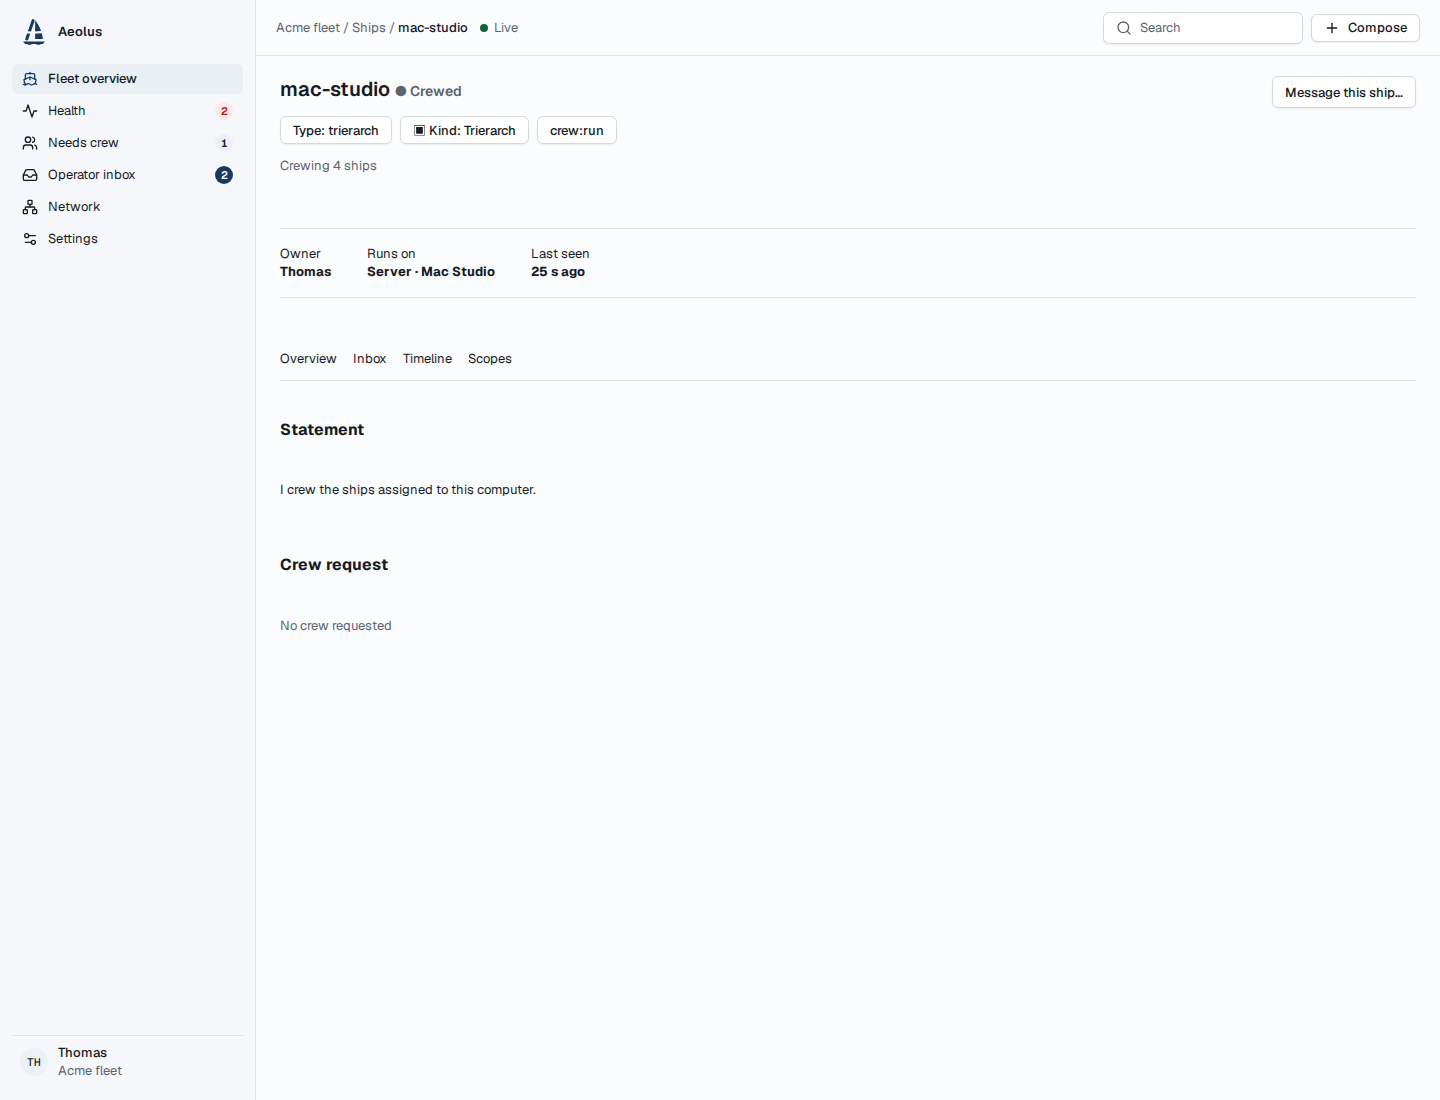 Aeolus
Fleet overview
Health 2
Needs crew 1
Operator inbox 2
Network
Settings
Thomas
Acme fleet
TH
Acme fleet / Ships / mac-studio Live
Search
Compose
mac-studio Crewed
Message this ship…
Type: trierarch
Kind: Trierarch
crew:run
Crewing 4 ships
Owner
Thomas
Runs on
Server · Mac Studio
Last seen
25 s ago
Overview Inbox Timeline Scopes
Statement
I crew the ships assigned to this computer.
Crew request
No crew requested